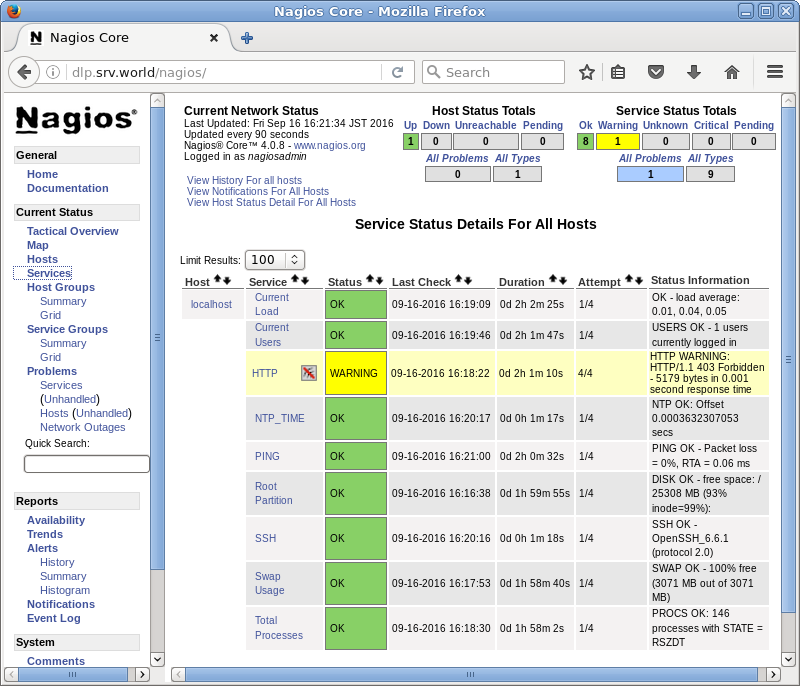 Nagios Core - Mozilla Firefox
Nagios Core
dlp.srv.world/nagios/
Search
Nagios®
General
Home
Documentation
Current Status
Tactical Overview
Map
Hosts
Services
Host Groups
Summary
Grid
Service Groups
Summary
Grid
Problems
Services
(Unhandled)
Hosts (Unhandled)
Network Outages
Quick Search:
Reports
Availability
Trends
Alerts
History
Summary
Histogram
Notifications
Event Log
System
Comments
Current Network Status
Last Updated: Fri Sep 16 16:21:34 JST 2016
Updated every 90 seconds
Nagios® Core™ 4.0.8 - www.nagios.org
Logged in as nagiosadmin
View History For all hosts
View Notifications For All Hosts
View Host Status Detail For All Hosts
Host Status Totals
Up Down Unreachable Pending
1 0 0 0
All Problems All Types
0 1
Service Status Totals
Ok Warning Unknown Critical Pending
8 1 0 0 0
All Problems All Types
1 9
Service Status Details For All Hosts
Limit Results: 100
Host Service Status Last Check Duration Attempt Status Information
localhost Current Load OK 09-16-2016 16:19:09 0d 2h 2m 25s 1/4 OK - load average: 0.01, 0.04, 0.05
Current Users OK 09-16-2016 16:19:46 0d 2h 1m 47s 1/4 USERS OK - 1 users currently logged in
HTTP WARNING 09-16-2016 16:18:22 0d 2h 1m 10s 4/4 HTTP WARNING: HTTP/1.1 403 Forbidden - 5179 bytes in 0.001 second response time
NTP_TIME OK 09-16-2016 16:20:17 0d 0h 1m 17s 1/4 NTP OK: Offset 0.0003632307053 secs
PING OK 09-16-2016 16:21:00 0d 2h 0m 32s 1/4 PING OK - Packet loss = 0%, RTA = 0.06 ms
Root Partition OK 09-16-2016 16:16:38 0d 1h 59m 55s 1/4 DISK OK - free space: / 25308 MB (93% inode=99%):
SSH OK 09-16-2016 16:20:16 0d 0h 1m 18s 1/4 SSH OK - OpenSSH_6.6.1 (protocol 2.0)
Swap Usage OK 09-16-2016 16:17:53 0d 1h 58m 40s 1/4 SWAP OK - 100% free (3071 MB out of 3071 MB)
Total Processes OK 09-16-2016 16:18:30 0d 1h 58m 2s 1/4 PROCS OK: 146 processes with STATE = RSZDT